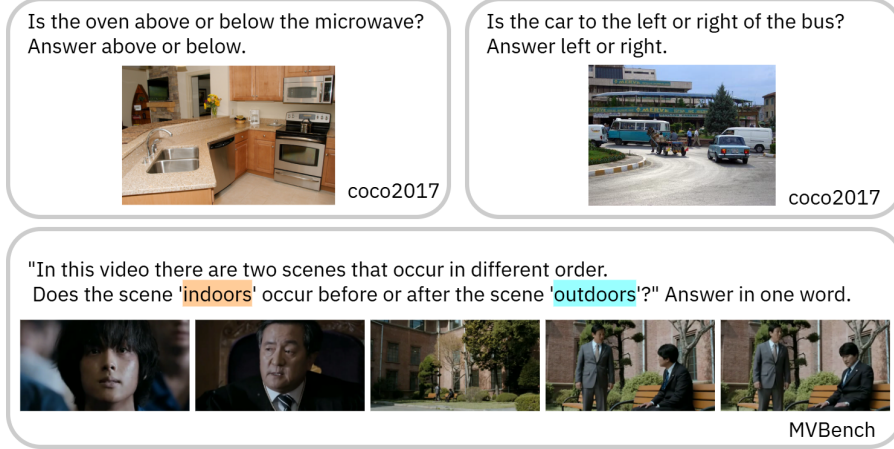 Is the oven above or below the microwave?
Answer above or below.
coco2017
Is the car to the left or right of the bus?
Answer left or right.
coco2017
"In this video there are two scenes that occur in different order.
Does the scene 'indoors' occur before or after the scene 'outdoors'?" Answer in one word.
MVBench